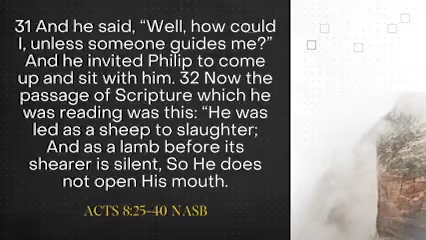 31 And he said, “Well, how could
I, unless someone guides me?”
And he invited Philip to come
up and sit with him. 32 Now the
passage of Scripture which he
was reading was this: “He was
led as a sheep to slaughter;
And as a lamb before its
shearer is silent, So He does
not open His mouth.
ACTS 8:25-40 NASB